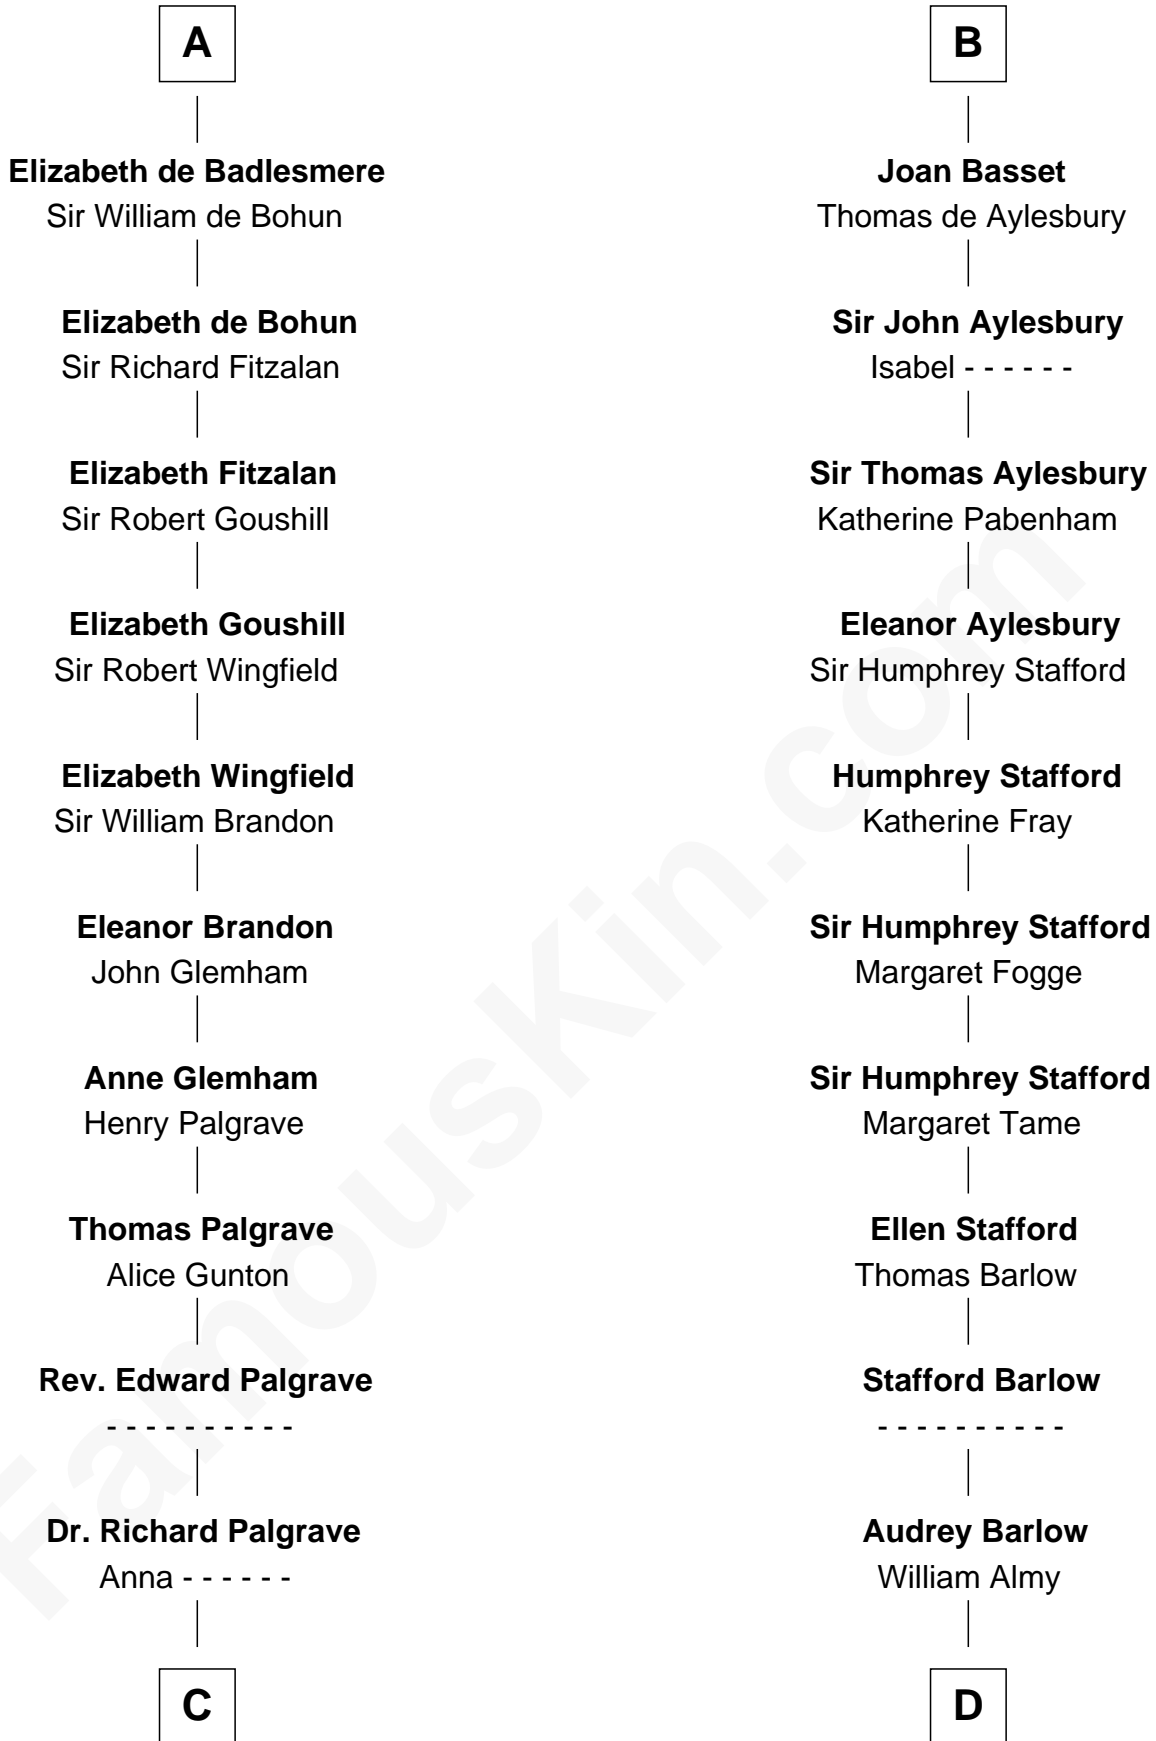 A
Elizabeth de Badlesmere
Sir William de Bohun
Elizabeth de Bohun
Sir Richard Fitzalan
Elizabeth Fitzalan
Sir Robert Goushill
Elizabeth Goushill
Sir Robert Wingfield
Elizabeth Wingfield
Sir William Brandon
Eleanor Brandon
John Glemham
Anne Glemham
Henry Palgrave
Thomas Palgrave
Alice Gunton
Rev. Edward Palgrave
- - - - - - - - - -
Dr. Richard Palgrave
Anna - - - - - -
C
B
Joan Basset
Thomas de Aylesbury
Sir John Aylesbury
Isabel - - - - - -
Sir Thomas Aylesbury
Katherine Pabenham
Eleanor Aylesbury
Sir Humphrey Stafford
Humphrey Stafford
Katherine Fray
Sir Humphrey Stafford
Margaret Fogge
Sir Humphrey Stafford
Margaret Tame
Ellen Stafford
Thomas Barlow
Stafford Barlow
- - - - - - - - - -
Audrey Barlow
William Almy
D
FamousKin.com